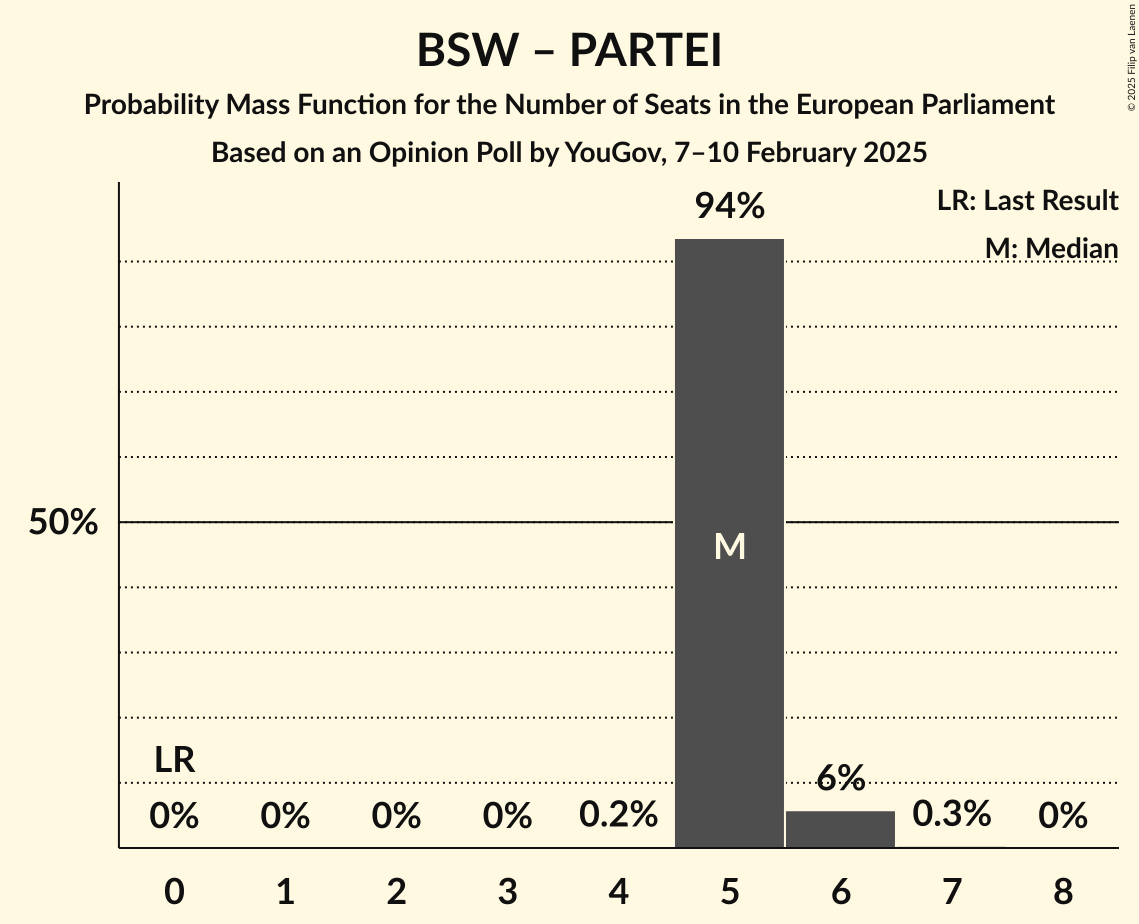 BSW – PARTEI
Probability Mass Function for the Number of Seats in the European Parliament
Based on an Opinion Poll by YouGov, 7–10 February 2025
© 2025 Filip van Laenen
LR: Last Result
M: Median
94%
50%
M
LR
6%
0% 0% 0% 0% 0.2% 0.3% 0%
0 1 2 3 4 5 6 7 8